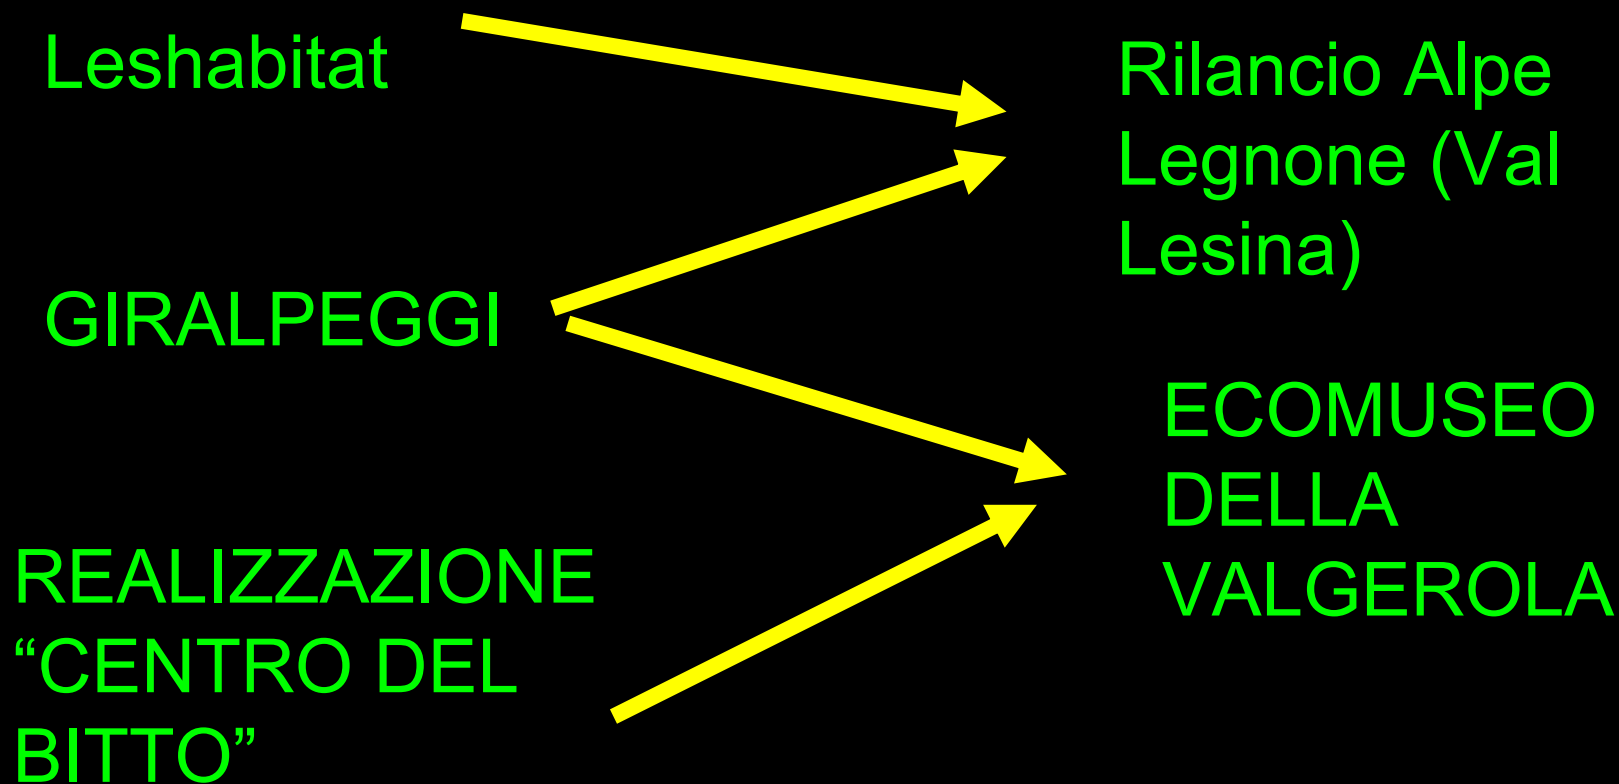 Leshabitat
GIRALPEGGI
REALIZZAZIONE
“CENTRO DEL
BITTO”
Rilancio Alpe
Legnone (Val
Lesina)
ECOMUSEO
DELLA
VALGEROLA